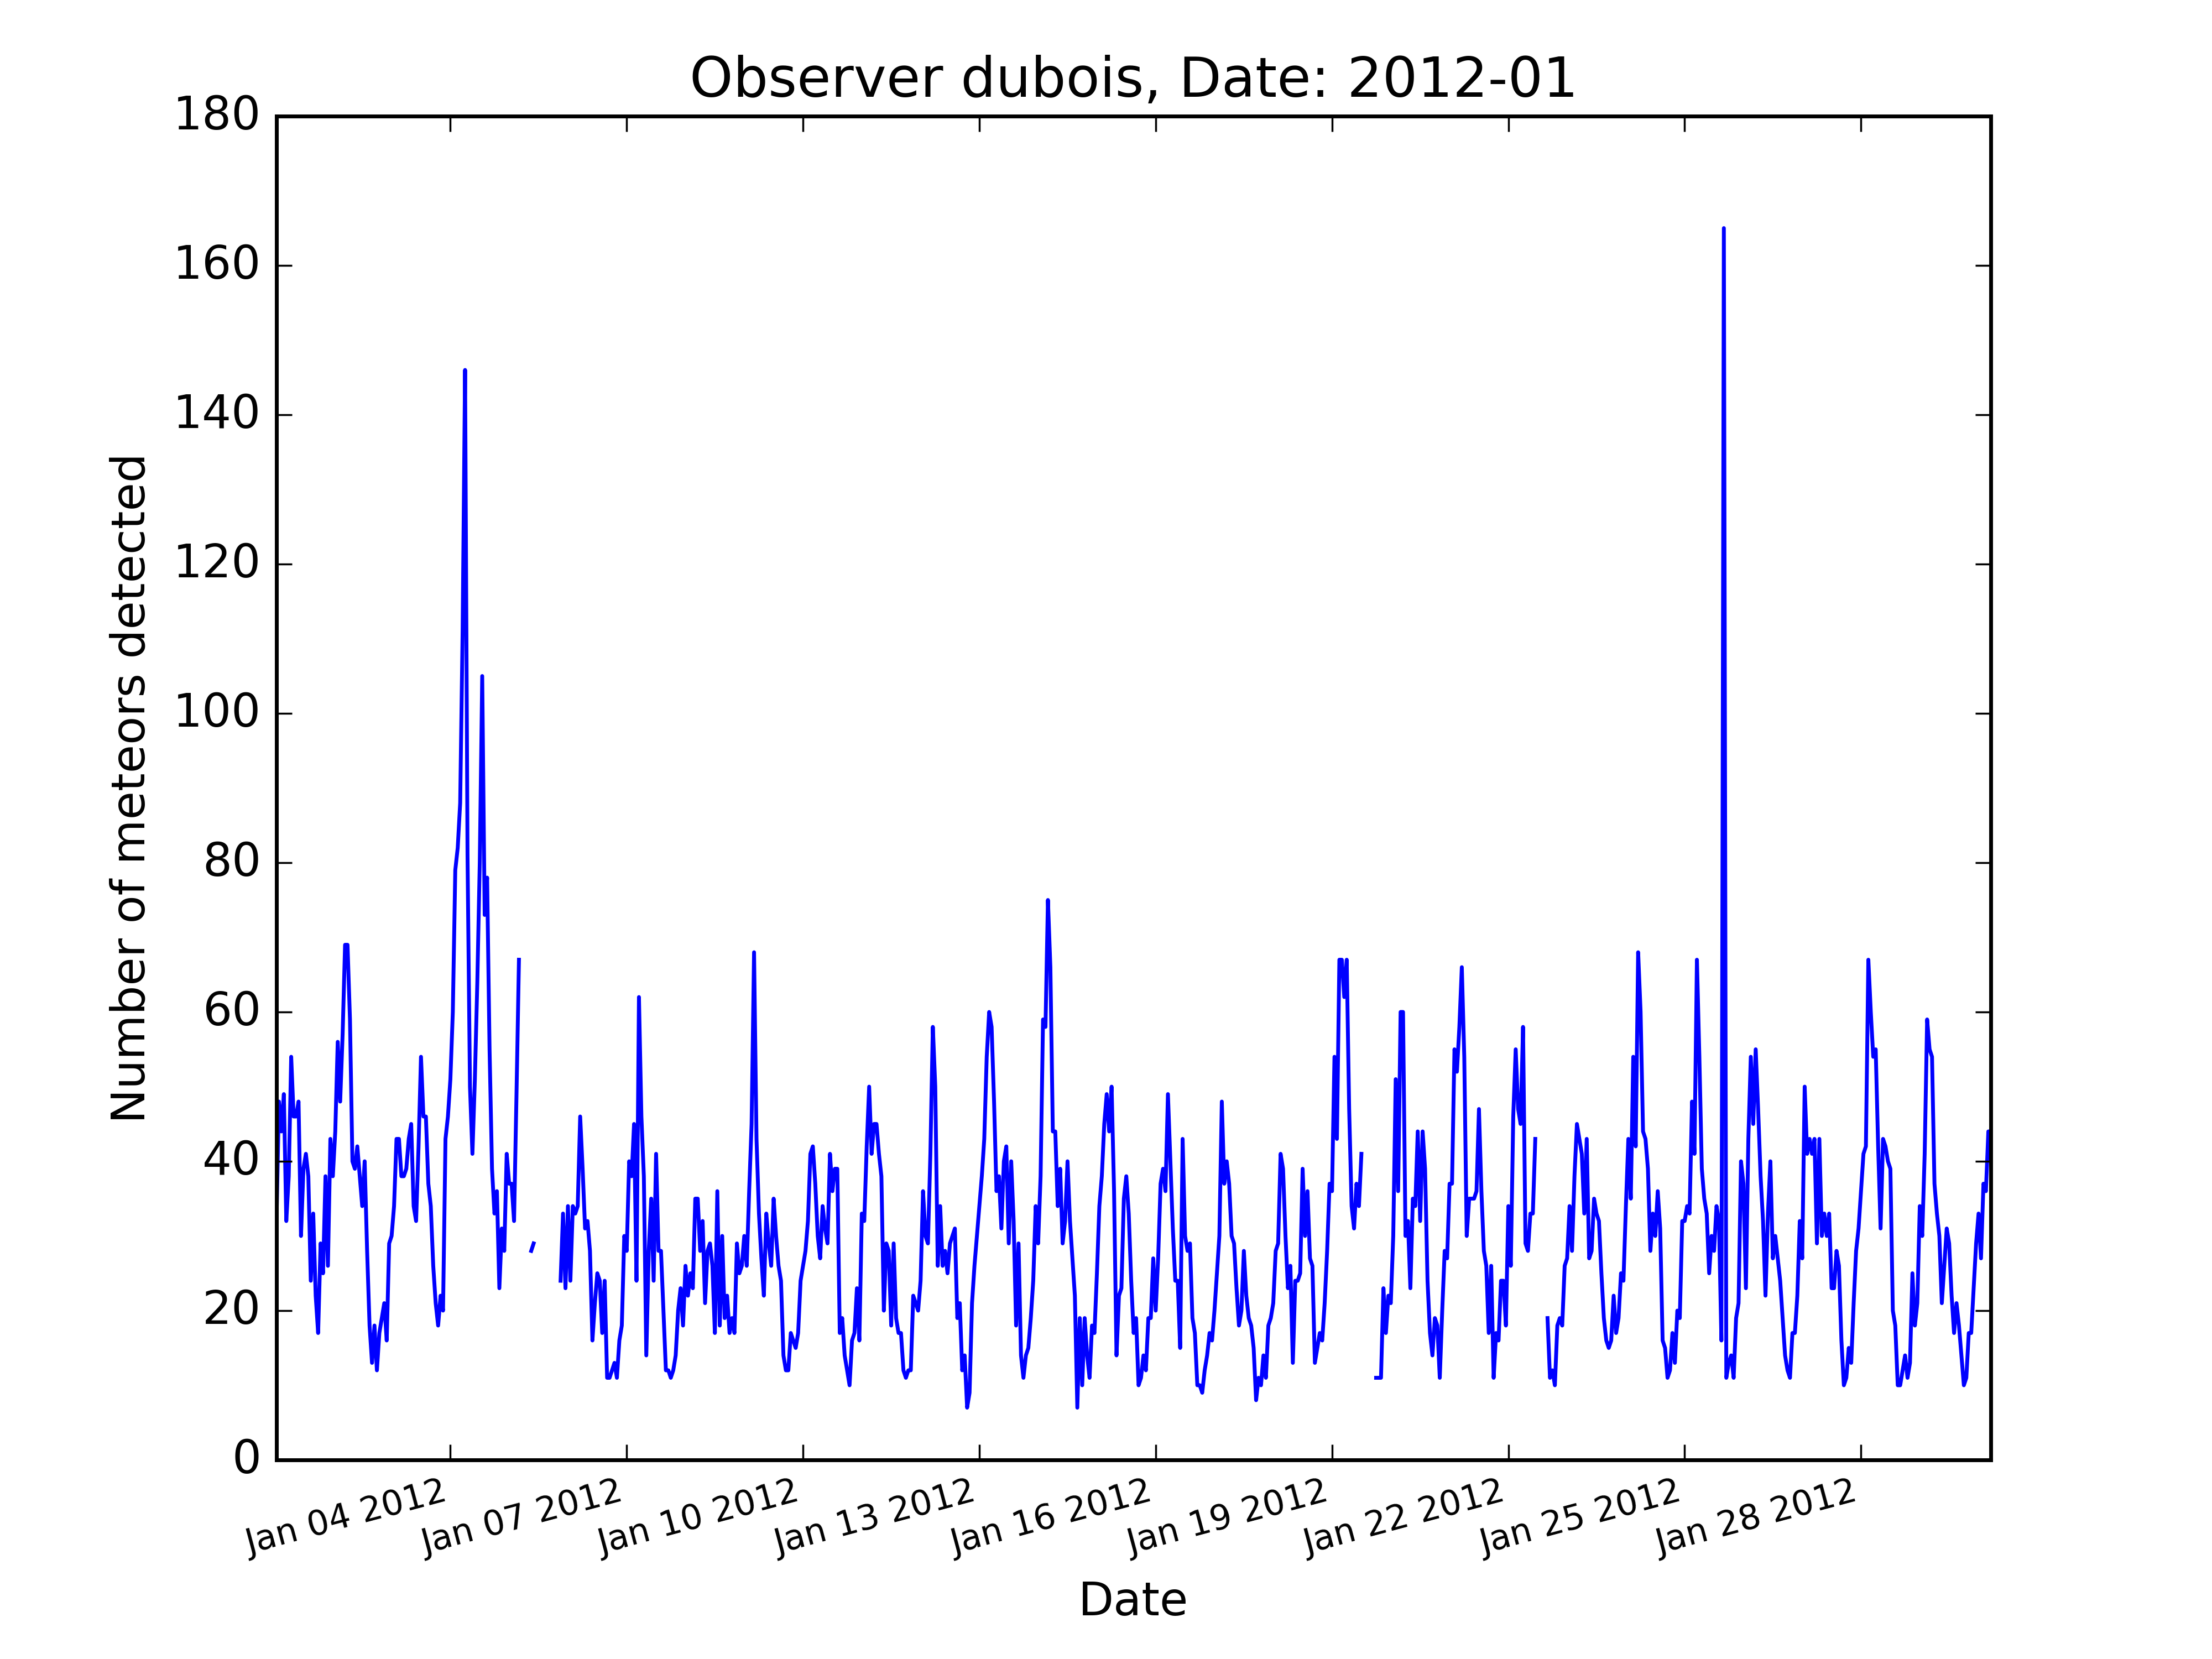 Observer dubois, Date: 2012-01
180
160
140
120
100
80
60
40
20
0
Number of meteors detected
Jan 04 2012
Jan 07 2012
Jan 10 2012
Jan 13 2012
Jan 16 2012
Jan 19 2012
Jan 22 2012
Jan 25 2012
Jan 28 2012
Date